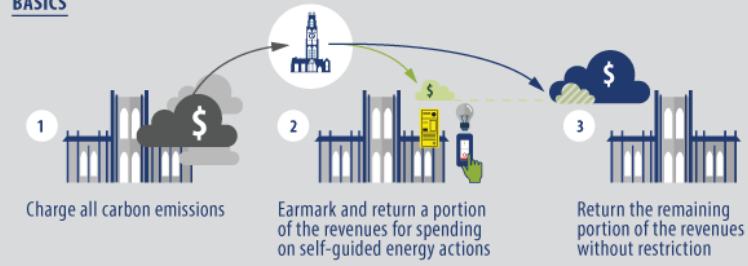 BASICS
$
$
$
1
2
3
Charge all carbon emissions
Earmark and return a portion
of the revenues for spending
on self-guided energy actions
Return the remaining
portion of the revenues
without restriction